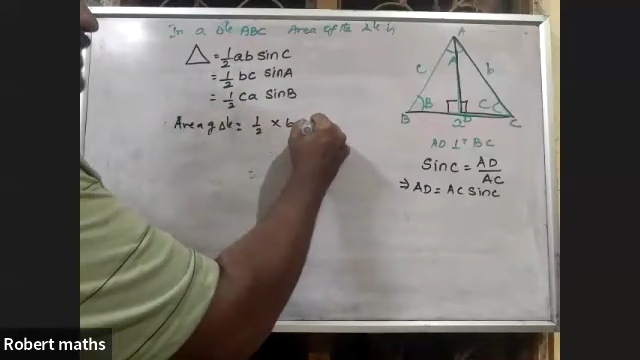 In a Δle ABC Area of the Δle is
Δ = 1/2 ab sinC
= 1/2 bc sinA
= 1/2 ca sinB
Area of Δle = 1/2 × b
=
A
A
c
b
B
C
B
a
D
C
AD ⊥r BC
SinC = AD/AC
⇒ AD = AC sinC
Robert maths